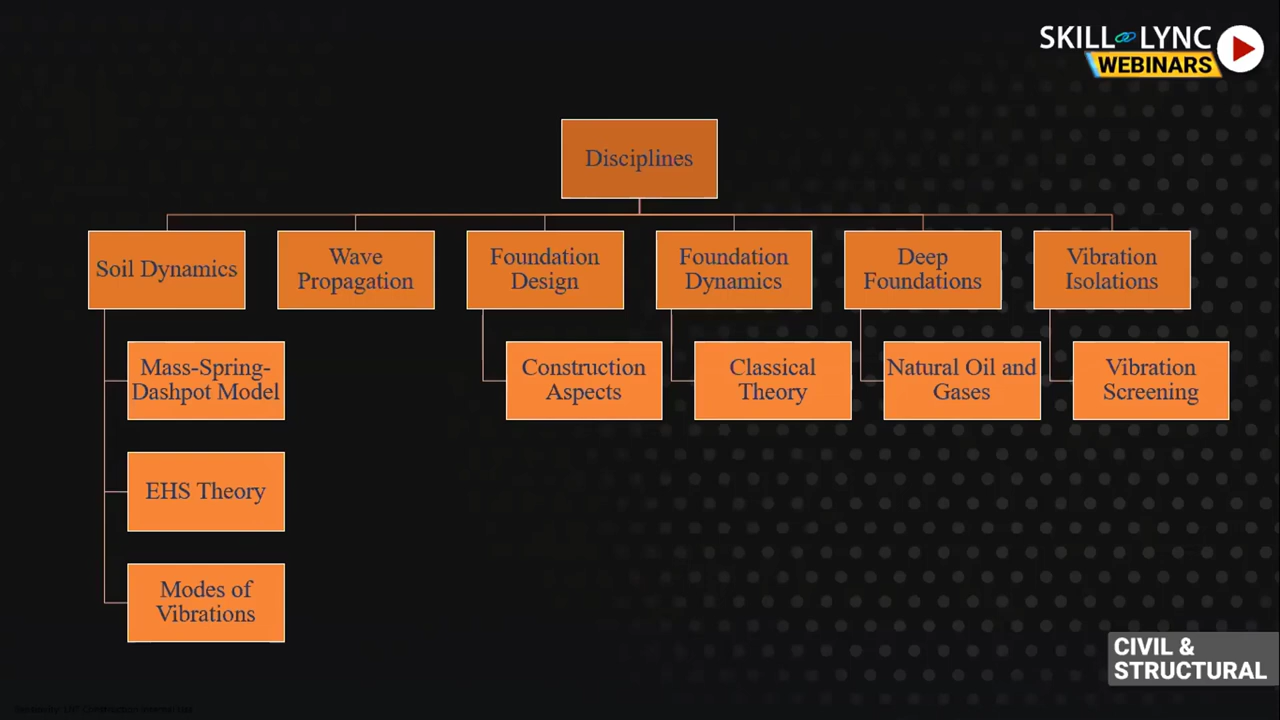 SKILL LYNC
WEBINARS
Disciplines
Soil Dynamics
Wave
Propagation
Foundation
Design
Foundation
Dynamics
Deep
Foundations
Vibration
Isolations
Mass-Spring-
Dashpot Model
Construction
Aspects
Classical
Theory
Natural Oil and
Gases
Vibration
Screening
EHS Theory
Modes of
Vibrations
CIVIL &
STRUCTURAL